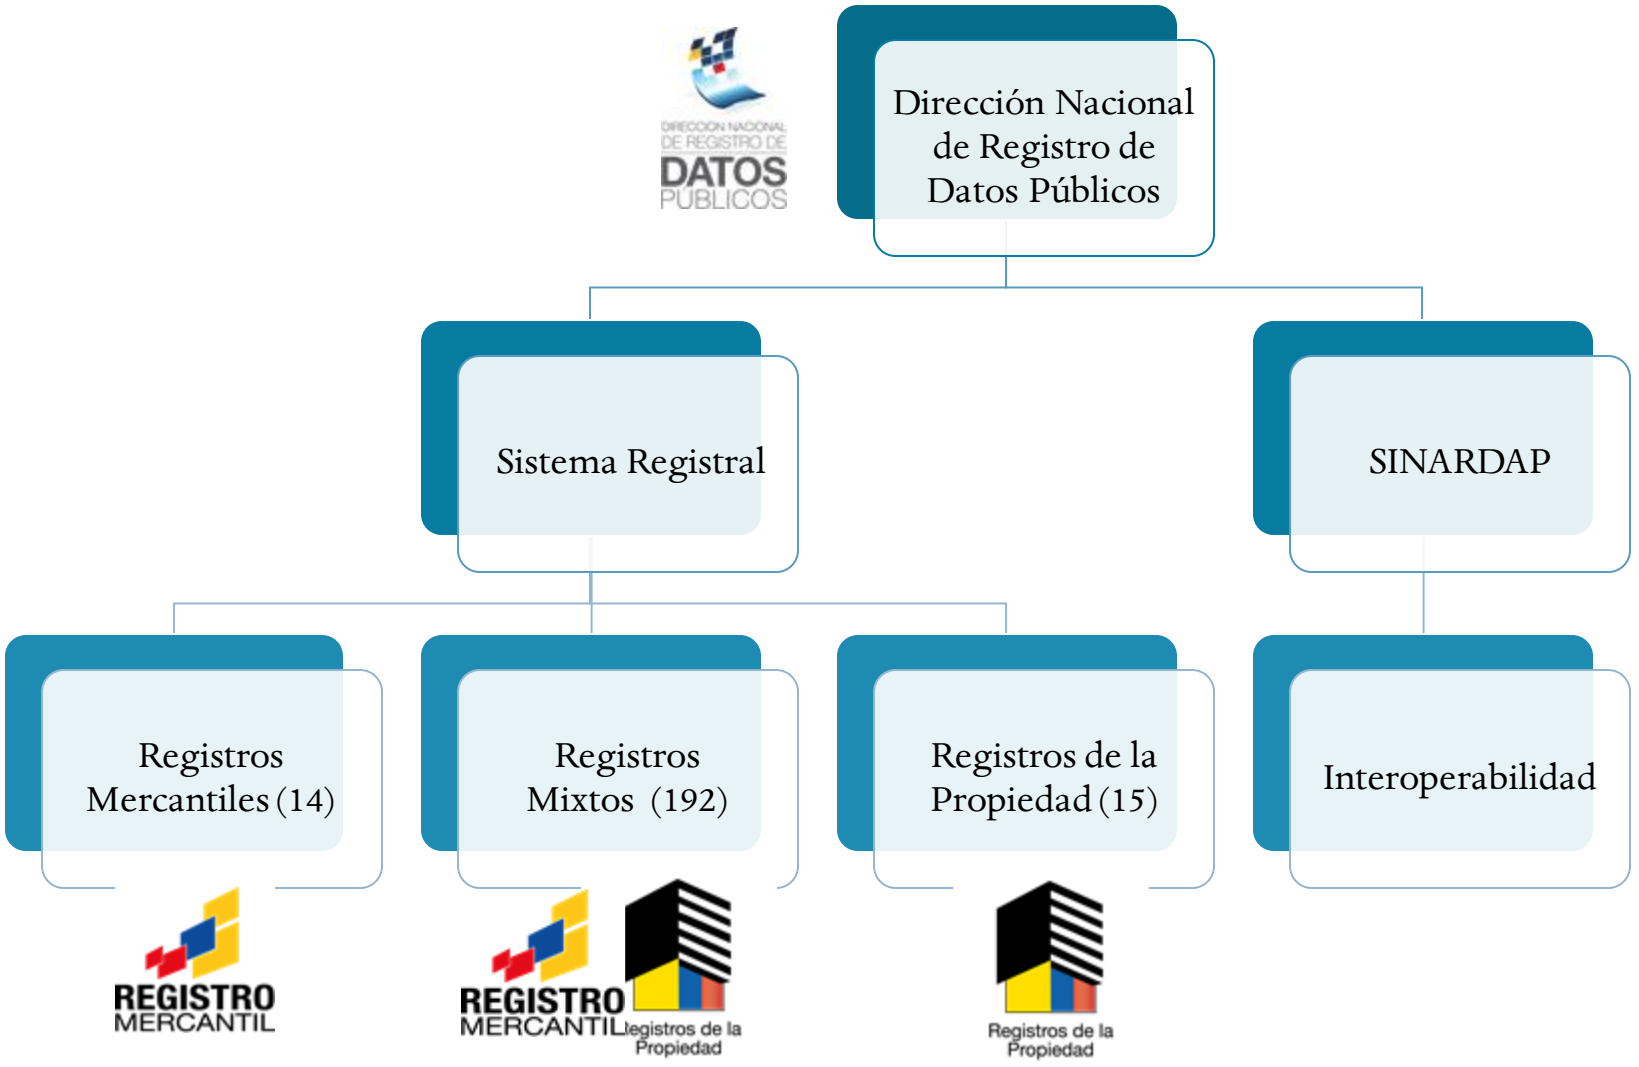 DIRECCIÓN NACIONAL
DE REGISTRO DE
DATOS
PÚBLICOS
Dirección Nacional
de Registro de
Datos Públicos
Sistema Registral
SINARDAP
Registros
Mercantiles (14)
Registros
Mixtos (192)
Registros de la
Propiedad (15)
Interoperabilidad
REGISTRO
MERCANTIL
REGISTRO
MERCANTIL
Registros de la
Propiedad
Registros de la
Propiedad